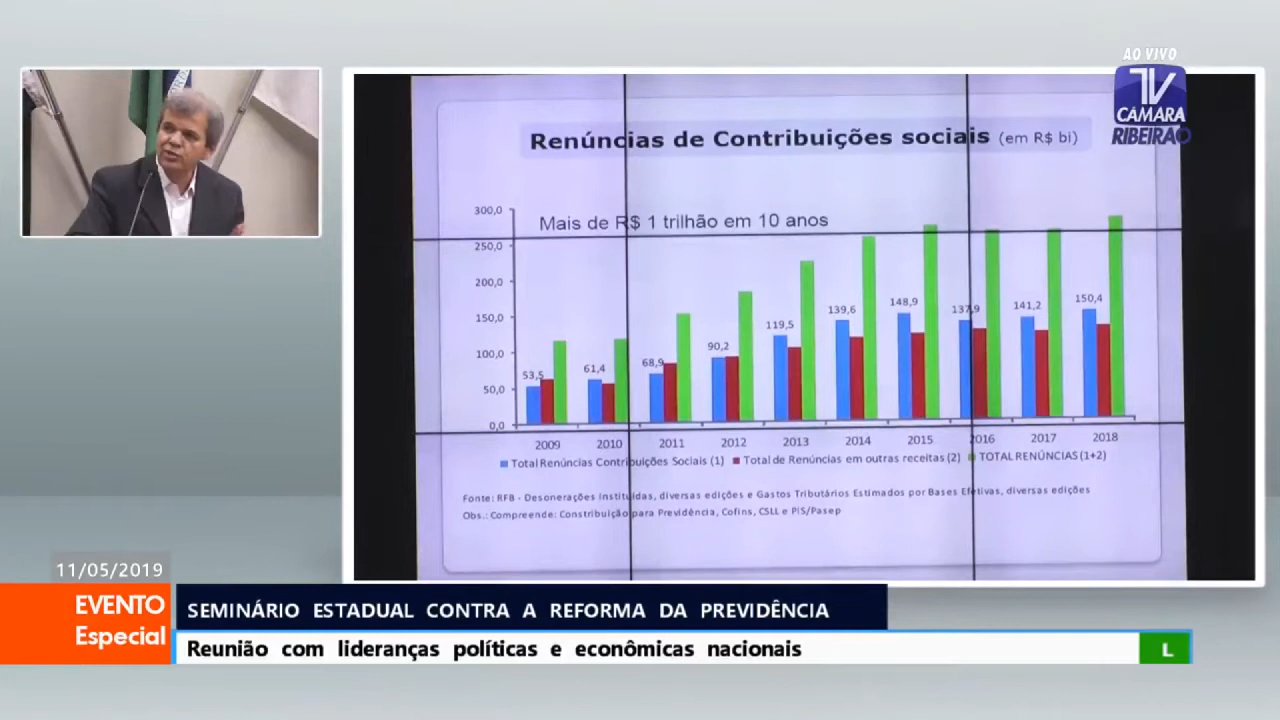 AO VIVO
TV
CÂMARA
RIBEIRÃO
Renúncias de Contribuições sociais (em R$ bi)
Mais de R$ 1 trilhão em 10 anos
300,0
250,0
200,0
150,0
100,0
50,0
0,0
53,5 61,4 68,9 90,2 119,5 139,6 148,9 137,9 141,2 150,4
2009 2010 2011 2012 2013 2014 2015 2016 2017 2018
Total Renúncias Contribuições Sociais (1) Total de Renúncias em outras receitas (2) TOTAL RENÚNCIAS (1+2)
Fonte: RFB - Desonerações Instituídas, diversas edições e Gastos Tributários Estimados por Bases Efetivas, diversas edições
Obs.: Compreende: Constribuição para Previdência, Cofins, CSLL e PIS/Pasep
11/05/2019
EVENTO
Especial
SEMINÁRIO ESTADUAL CONTRA A REFORMA DA PREVIDÊNCIA
Reunião com lideranças políticas e econômicas nacionais
L